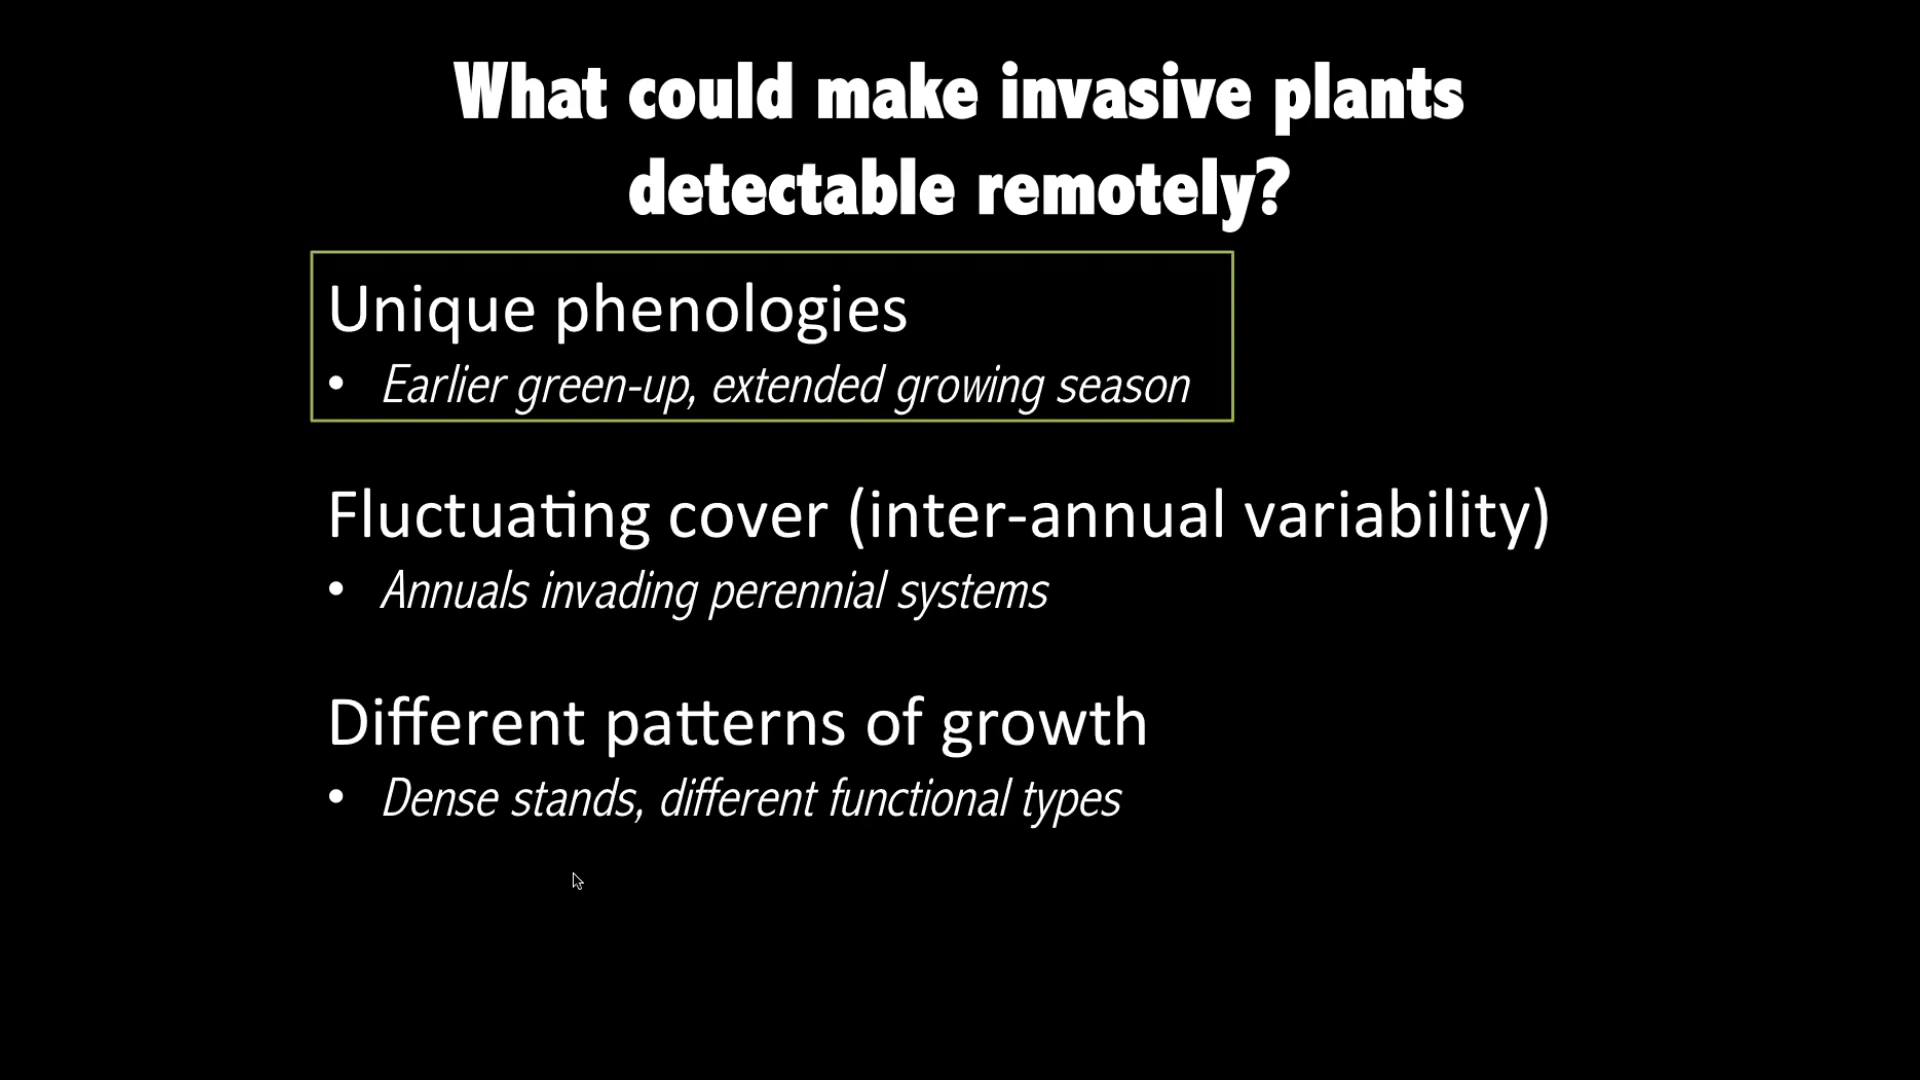 What could make invasive plants
detectable remotely?
Unique phenologies
• Earlier green-up, extended growing season
Fluctuating cover (inter-annual variability)
• Annuals invading perennial systems
Different patterns of growth
• Dense stands, different functional types